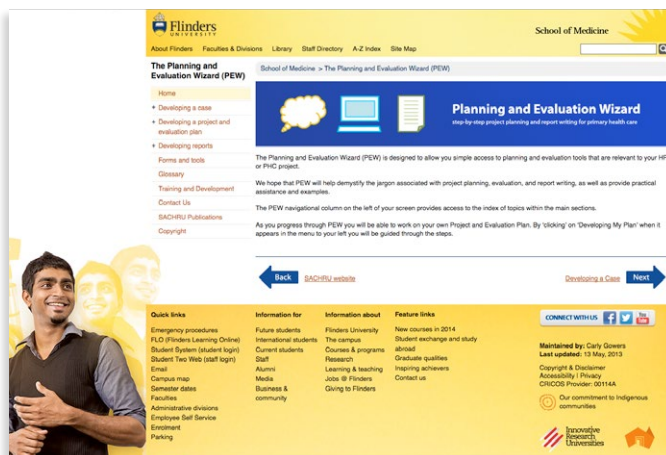 Flinders
UNIVERSITY
School of Medicine
About Flinders Faculties & Divisions Library Staff Directory A-Z Index Site Map
The Planning and
Evaluation Wizard (PEW)
School of Medicine > The Planning and Evaluation Wizard (PEW)
Home
Developing a case
Developing a project and
evaluation plan
Developing reports
Forms and tools
Glossary
Training and Development
Contact Us
SACHRU Publications
Copyright
Planning and Evaluation Wizard
step-by-step project planning and report writing for primary health care
The Planning and Evaluation Wizard (PEW) is designed to allow you simple access to planning and evaluation tools that are relevant to your HP
or PHC project.
We hope that PEW will help demystify the jargon associated with project planning, evaluation, and report writing, as well as provide practical
assistance and examples.
The PEW navigational column on the left of your screen provides access to the index of topics within the main sections.
As you progress through PEW you will be able to work on your own Project and Evaluation Plan. By 'clicking' on 'Developing My Plan' when it
appears in the menu to your left you will be guided through the steps.
Back SACHRU website
Developing a Case Next
Quick links
Emergency procedures
FLO (Flinders Learning Online)
Student System (student login)
Student Two Web (staff login)
Email
Campus map
Semester dates
Faculties
Administrative divisions
Employee Self Service
Enrolment
Parking
Information for
Future students
International students
Current students
Staff
Alumni
Media
Business &
community
Information about
Flinders University
The campus
Courses & programs
Research
Learning & teaching
Jobs @ Flinders
Giving to Flinders
Feature links
New courses in 2014
Student exchange and study
abroad
Graduate qualities
Inspiring achievers
Contact us
CONNECT WITH US
Maintained by: Carly Gowers
Last updated: 13 May, 2013
Copyright & Disclaimer
Accessibility | Privacy
CRICOS Provider: 00114A
Our commitment to Indigenous
communities
Innovative
Research
Universities